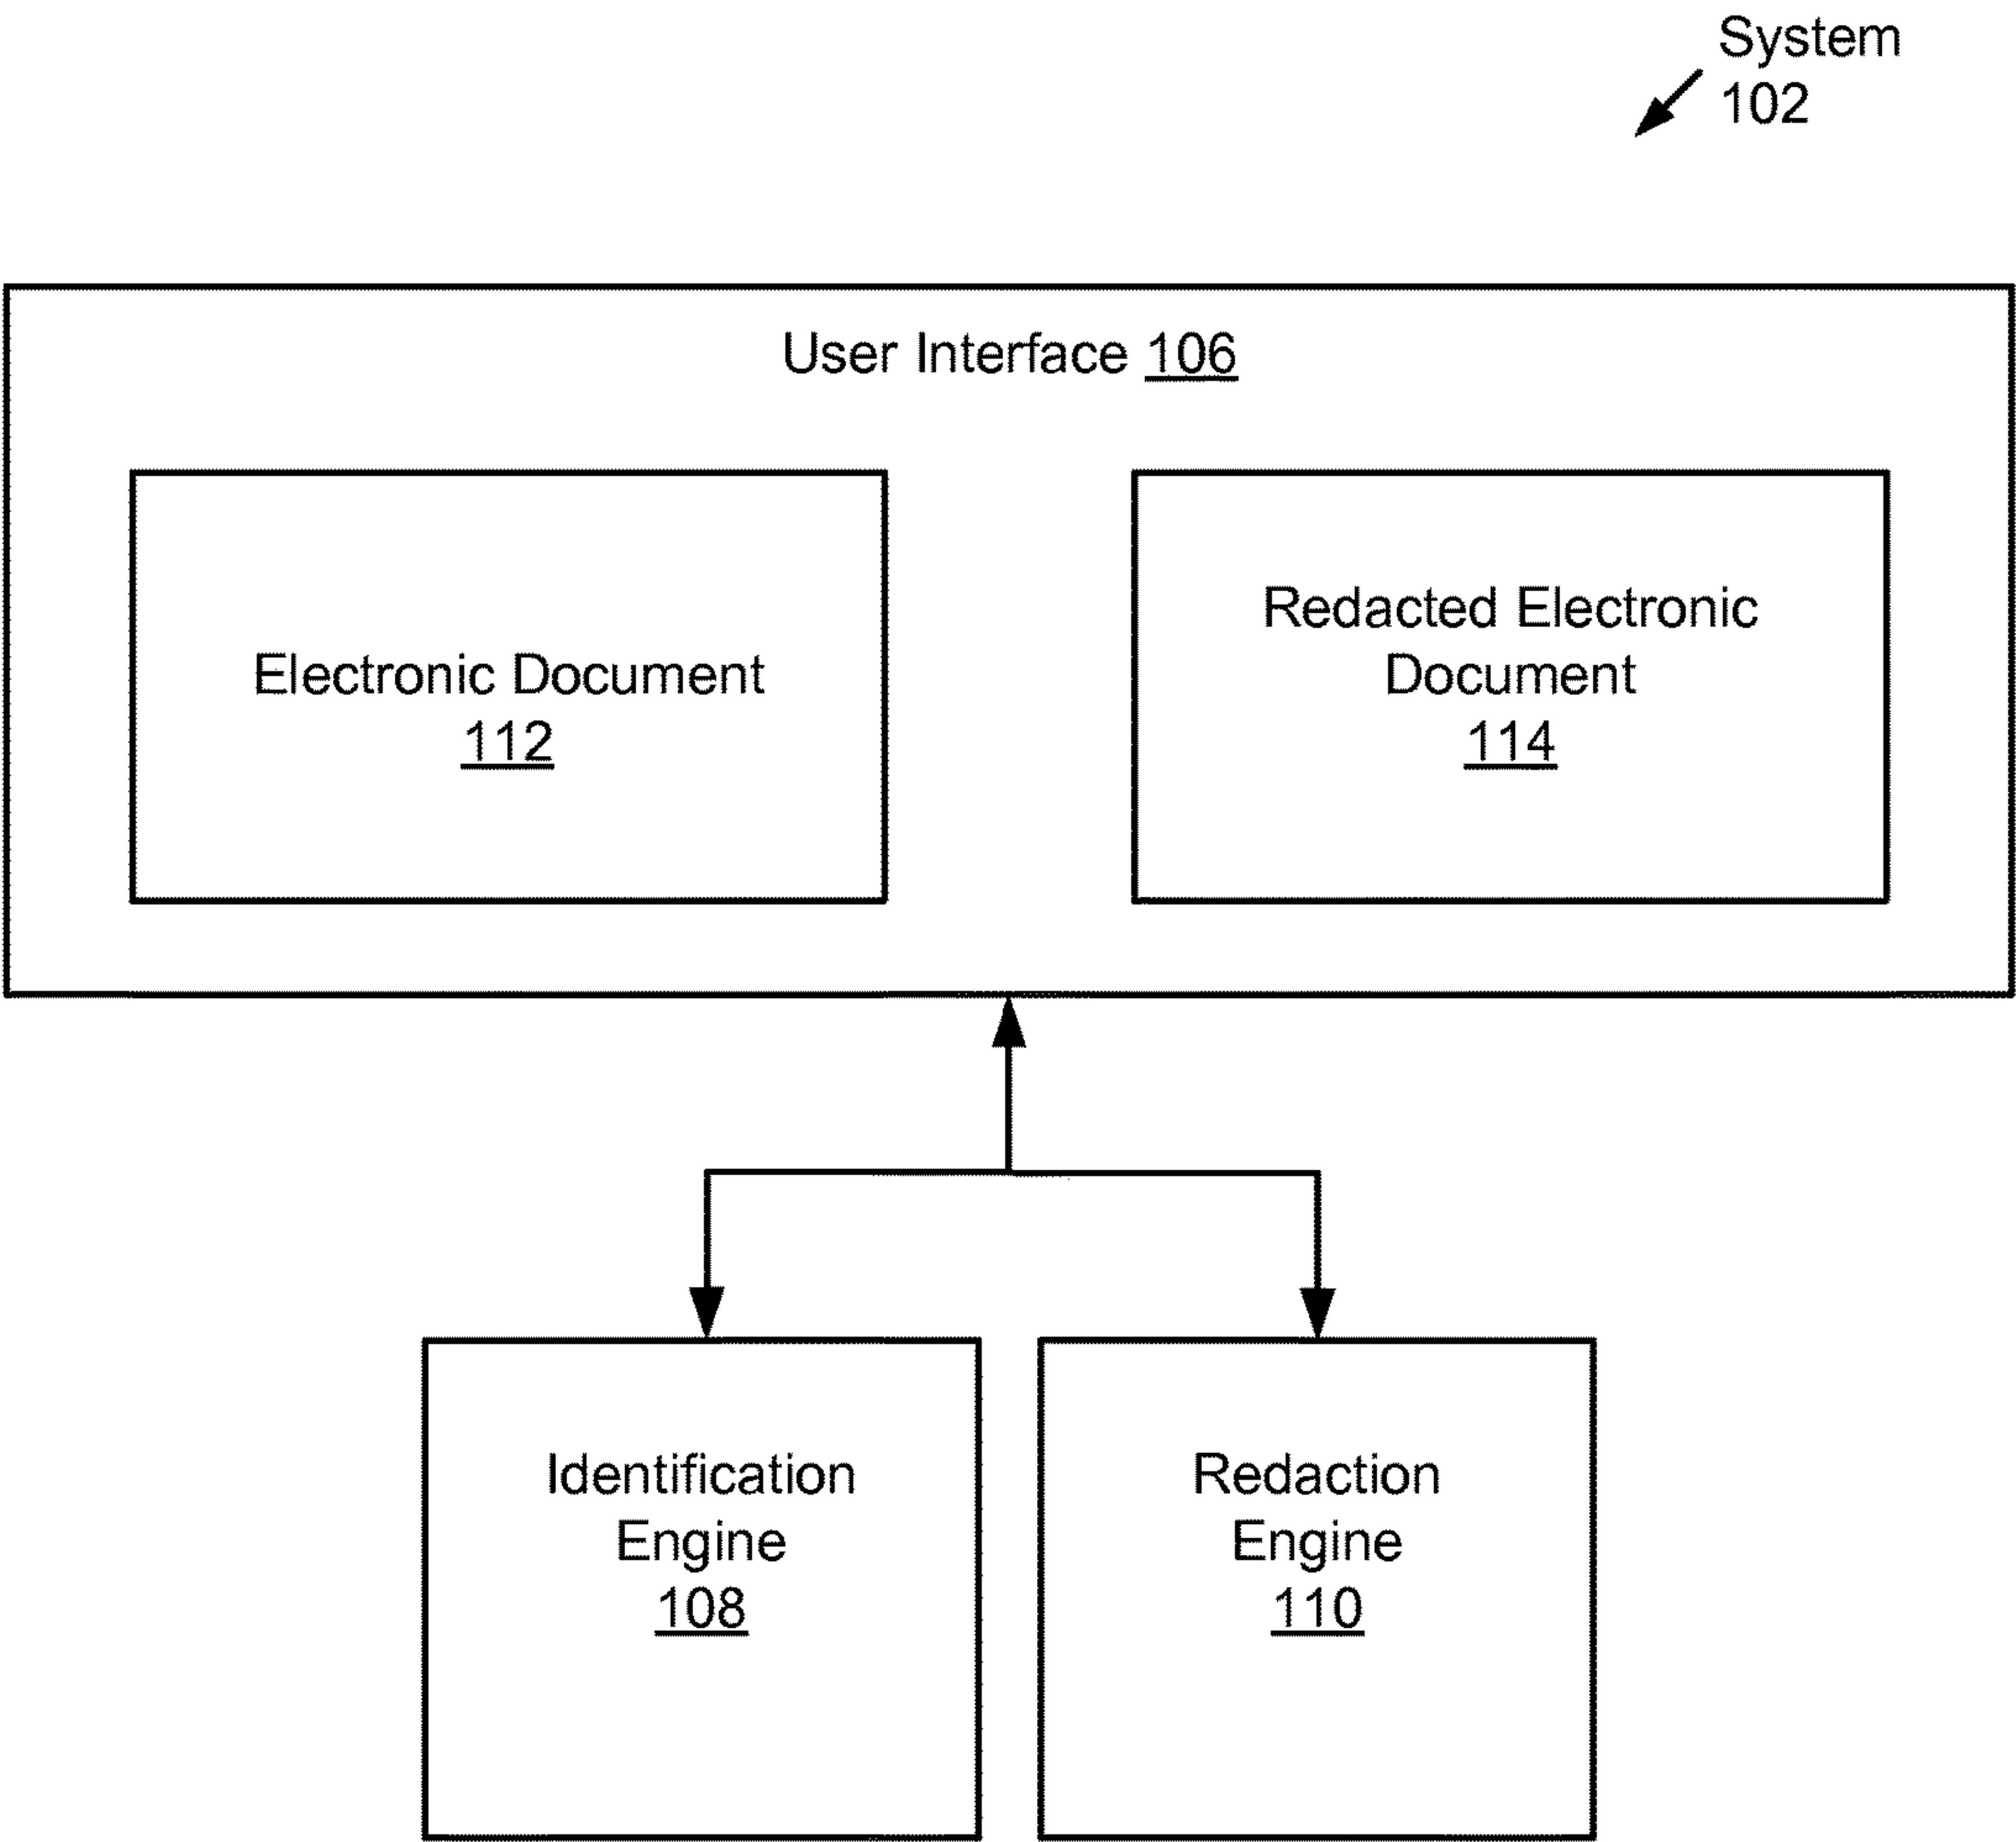 System
102
User Interface 106
Electronic Document
112
Redacted Electronic
Document
114
Identification
Engine
108
Redaction
Engine
110